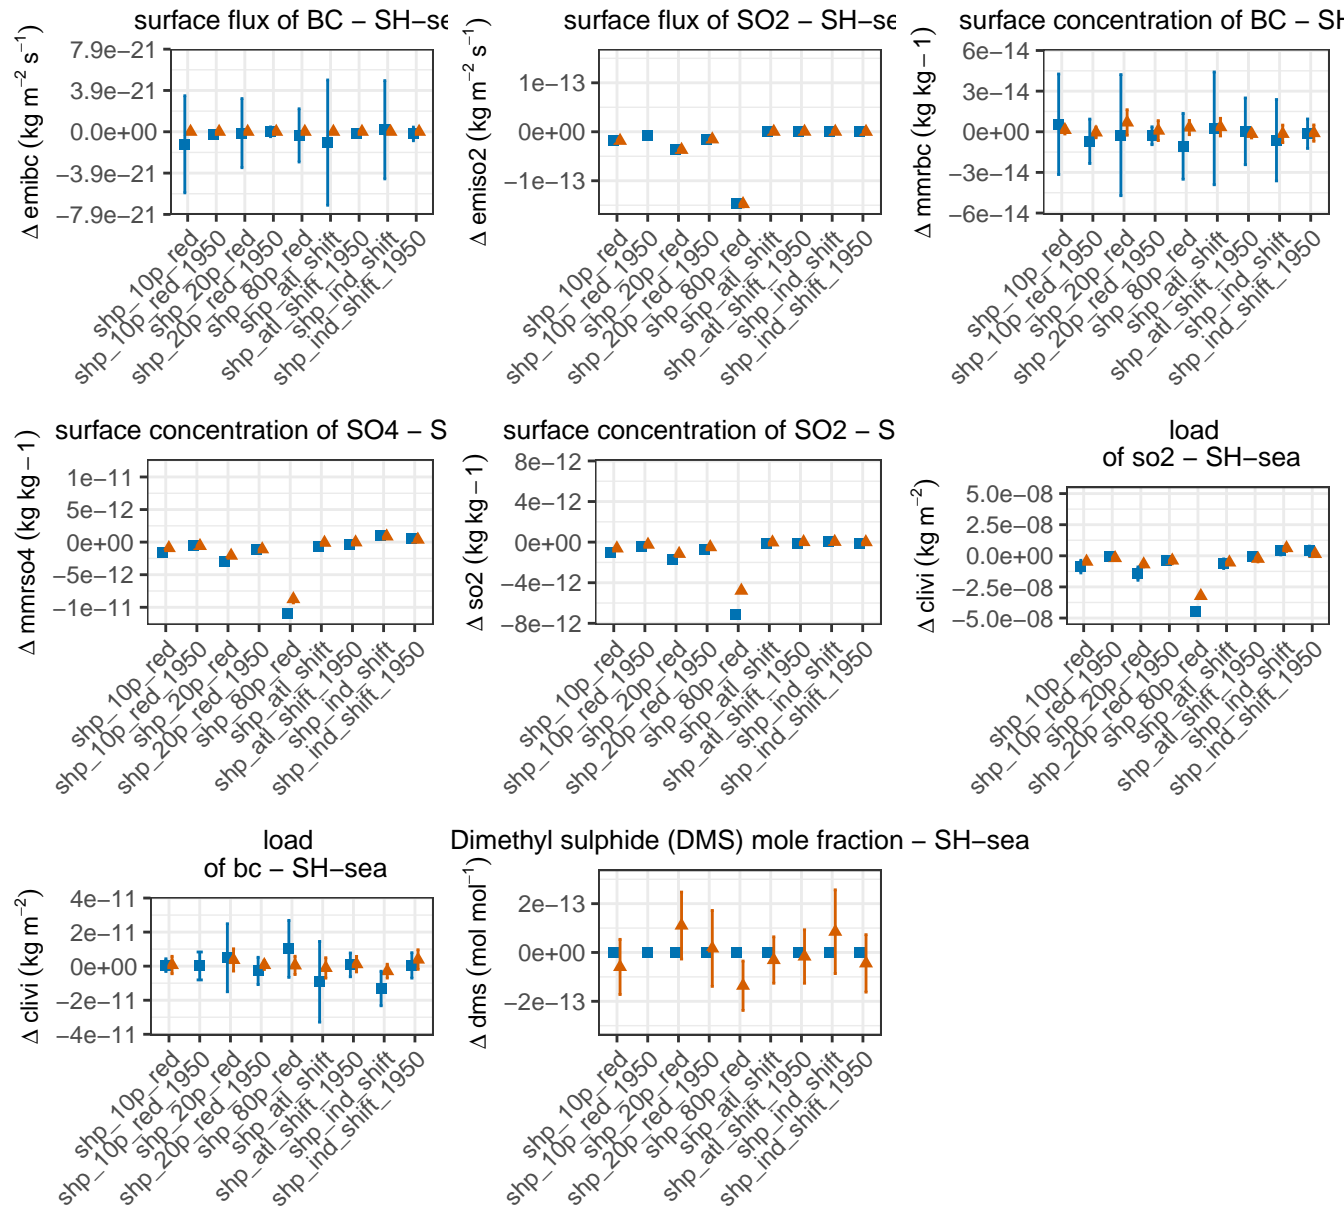 surface flux of BC − SH−se
Δ emibc (kg m−2 s−1)
7.9e−21
3.9e−21
0.0e+00
−3.9e−21
−7.9e−21
shp_10p_red
shp_10p_red_1950
shp_20p_red
shp_20p_red_1950
shp_80p_red
shp_atl_shift
shp_atl_shift_1950
shp_ind_shift
shp_ind_shift_1950
surface flux of SO2 − SH−se
Δ emiso2 (kg m−2 s−1)
1e−13
0e+00
−1e−13
shp_10p_red
shp_10p_red_1950
shp_20p_red
shp_20p_red_1950
shp_80p_red
shp_atl_shift
shp_atl_shift_1950
shp_ind_shift
shp_ind_shift_1950
surface concentration of BC − SH
Δ mmrbc (kg kg−1)
6e−14
3e−14
0e+00
−3e−14
−6e−14
shp_10p_red
shp_10p_red_1950
shp_20p_red
shp_20p_red_1950
shp_80p_red
shp_atl_shift
shp_atl_shift_1950
shp_ind_shift
shp_ind_shift_1950
surface concentration of SO4 − S
Δ mmrso4 (kg kg−1)
1e−11
5e−12
0e+00
−5e−12
−1e−11
shp_10p_red
shp_10p_red_1950
shp_20p_red
shp_20p_red_1950
shp_80p_red
shp_atl_shift
shp_atl_shift_1950
shp_ind_shift
shp_ind_shift_1950
surface concentration of SO2 − S
Δ so2 (kg kg−1)
8e−12
4e−12
0e+00
−4e−12
−8e−12
shp_10p_red
shp_10p_red_1950
shp_20p_red
shp_20p_red_1950
shp_80p_red
shp_atl_shift
shp_atl_shift_1950
shp_ind_shift
shp_ind_shift_1950
load
of so2 − SH−sea
Δ clivi (kg m−2)
5.0e−08
2.5e−08
0.0e+00
−2.5e−08
−5.0e−08
shp_10p_red
shp_10p_red_1950
shp_20p_red
shp_20p_red_1950
shp_80p_red
shp_atl_shift
shp_atl_shift_1950
shp_ind_shift
shp_ind_shift_1950
load
of bc − SH−sea
Δ clivi (kg m−2)
4e−11
2e−11
0e+00
−2e−11
−4e−11
shp_10p_red
shp_10p_red_1950
shp_20p_red
shp_20p_red_1950
shp_80p_red
shp_atl_shift
shp_atl_shift_1950
shp_ind_shift
shp_ind_shift_1950
Dimethyl sulphide (DMS) mole fraction − SH−sea
Δ dms (mol mol−1)
2e−13
0e+00
−2e−13
shp_10p_red
shp_10p_red_1950
shp_20p_red
shp_20p_red_1950
shp_80p_red
shp_atl_shift
shp_atl_shift_1950
shp_ind_shift
shp_ind_shift_1950